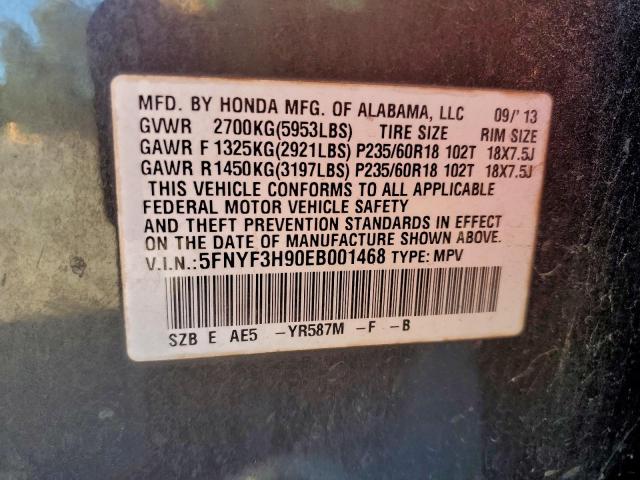 MFD. BY HONDA MFG. OF ALABAMA, LLC 09/'13
GVWR 2700KG(5953LBS) TIRE SIZE RIM SIZE
GAWR F 1325KG(2921LBS) P235/60R18 102T 18X7.5J
GAWR R1450KG(3197LBS) P235/60R18 102T 18X7.5J
THIS VEHICLE CONFORMS TO ALL APPLICABLE
FEDERAL MOTOR VEHICLE SAFETY
AND THEFT PREVENTION STANDARDS IN EFFECT
ON THE DATE OF MANUFACTURE SHOWN ABOVE.
V.I.N.:5FNYF3H90EB001468 TYPE: MPV
SZB E AE5 -YR587M -F -B